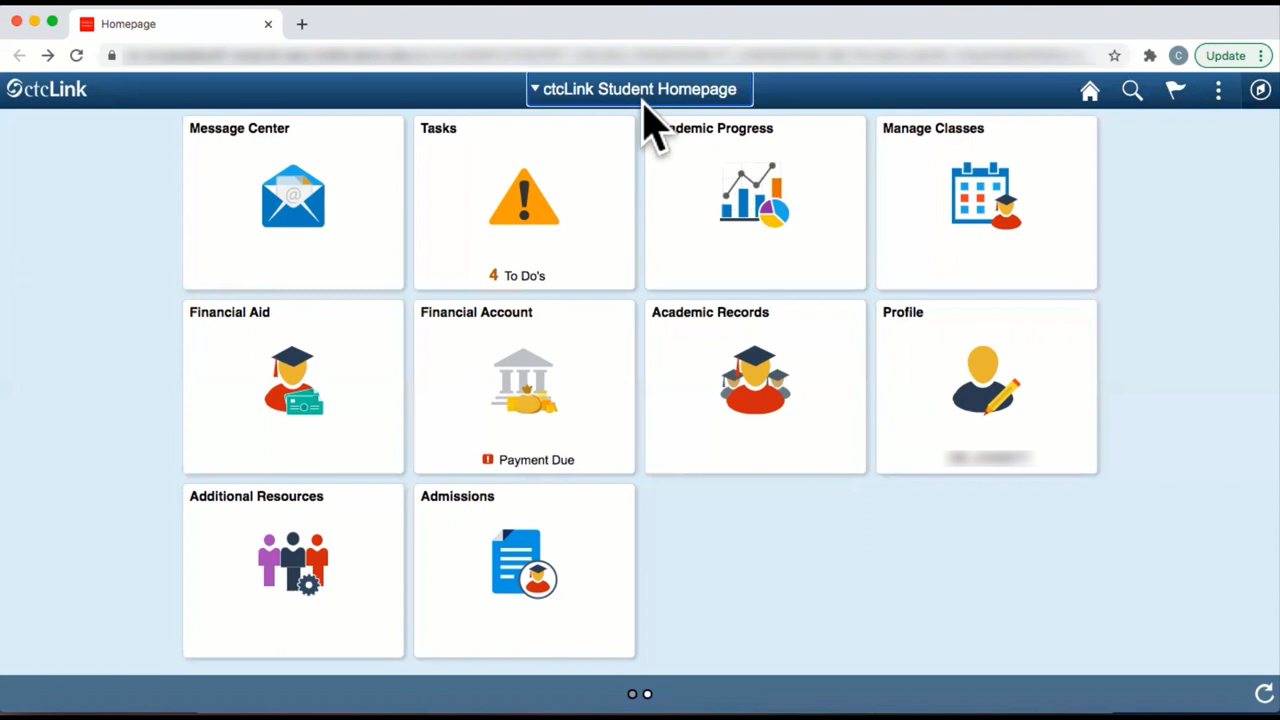 Homepage
Update
ctcLink
ctcLink Student Homepage
Message Center
Tasks
4 To Do's
Progress
Manage Classes
Financial Aid
Financial Account
Payment Due
Academic Records
Profile
Additional Resources
Admissions